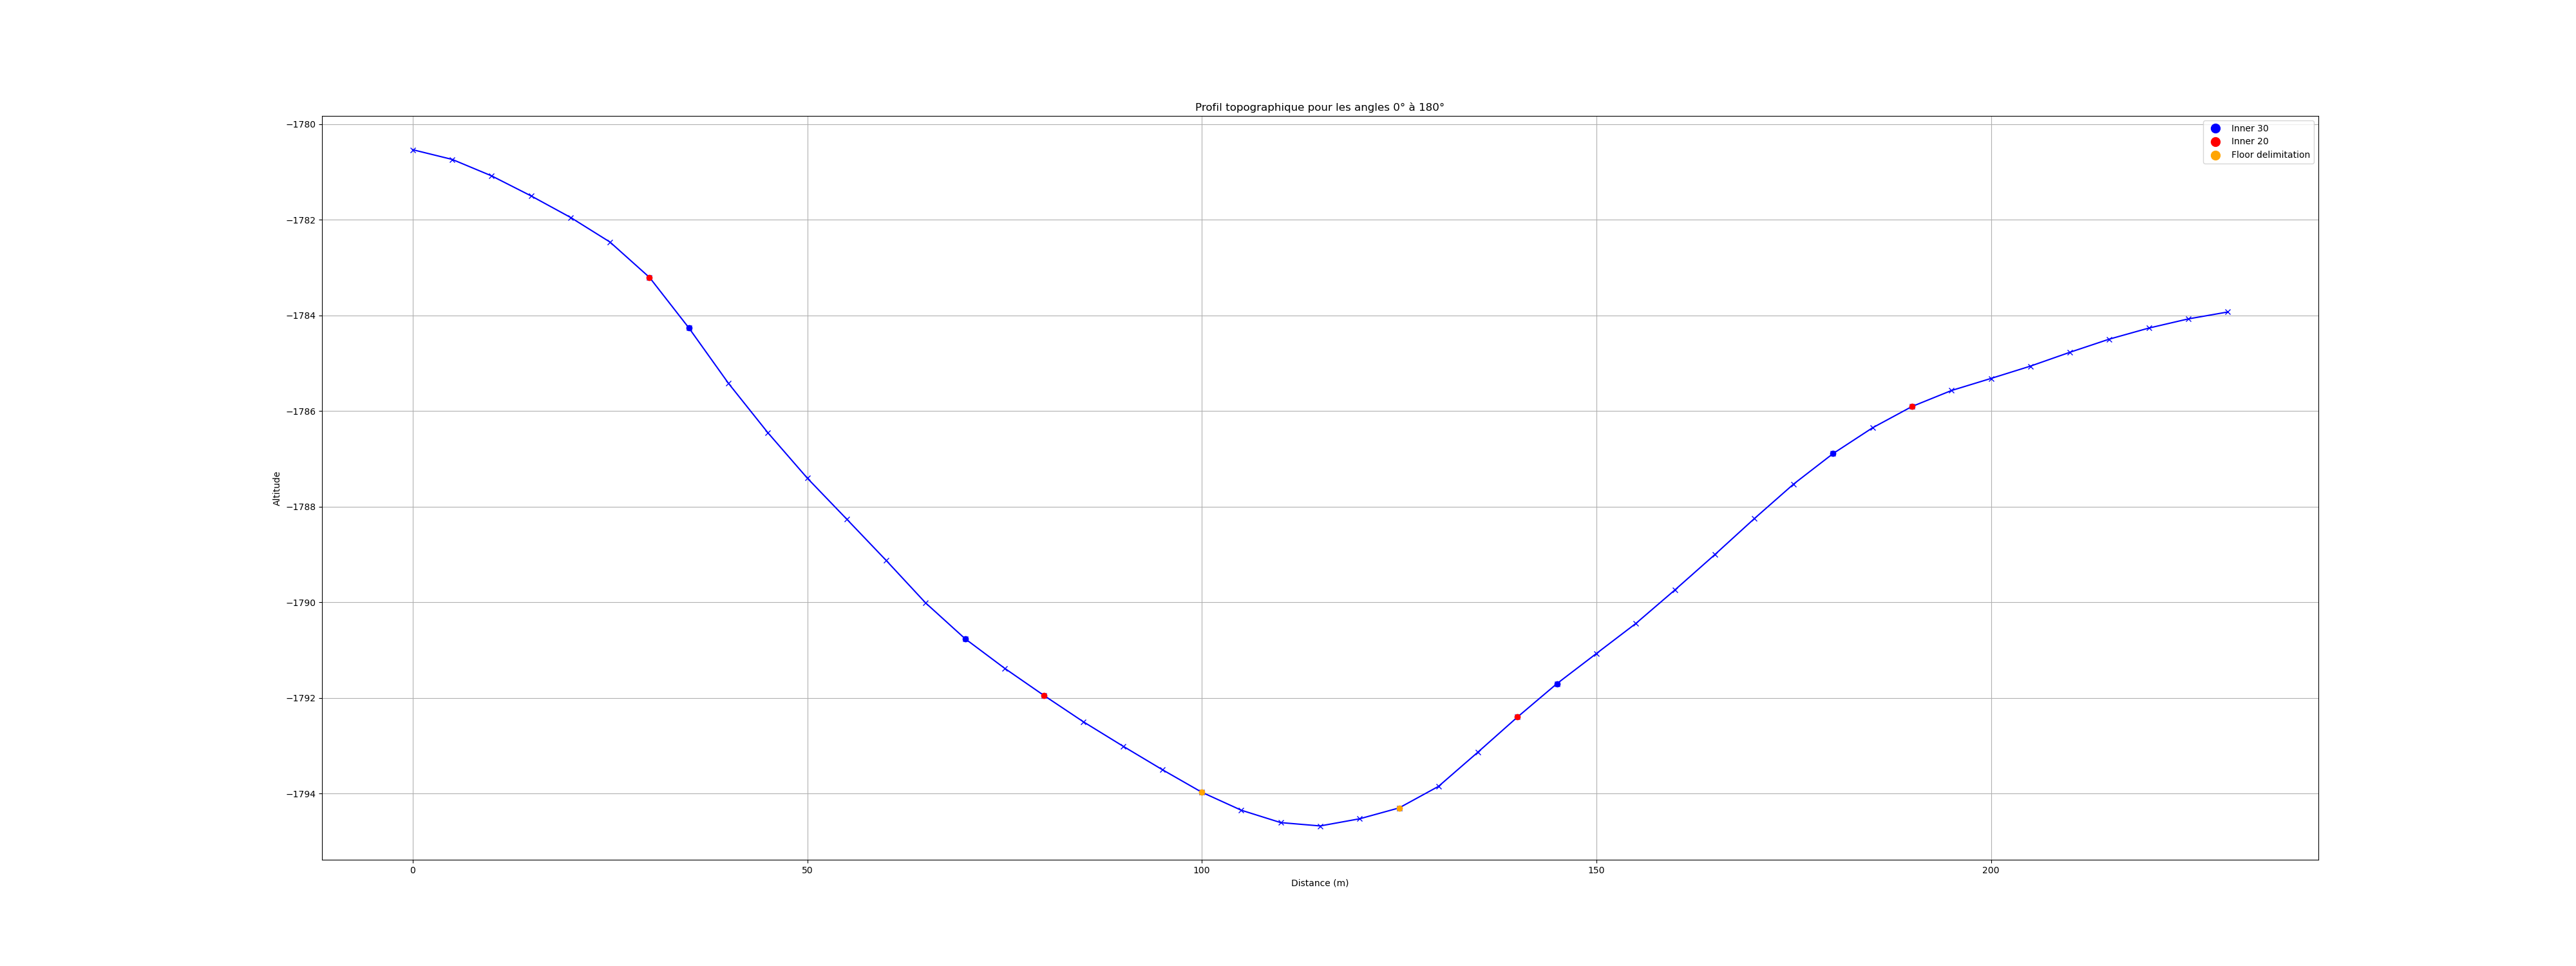 Profil topographique pour les angles 0° à 180°
Inner 30
Inner 20
Floor delimitation
−1780
−1782
−1784
−1786
−1788
−1790
−1792
−1794
Altitude
0
50
100
150
200
Distance (m)